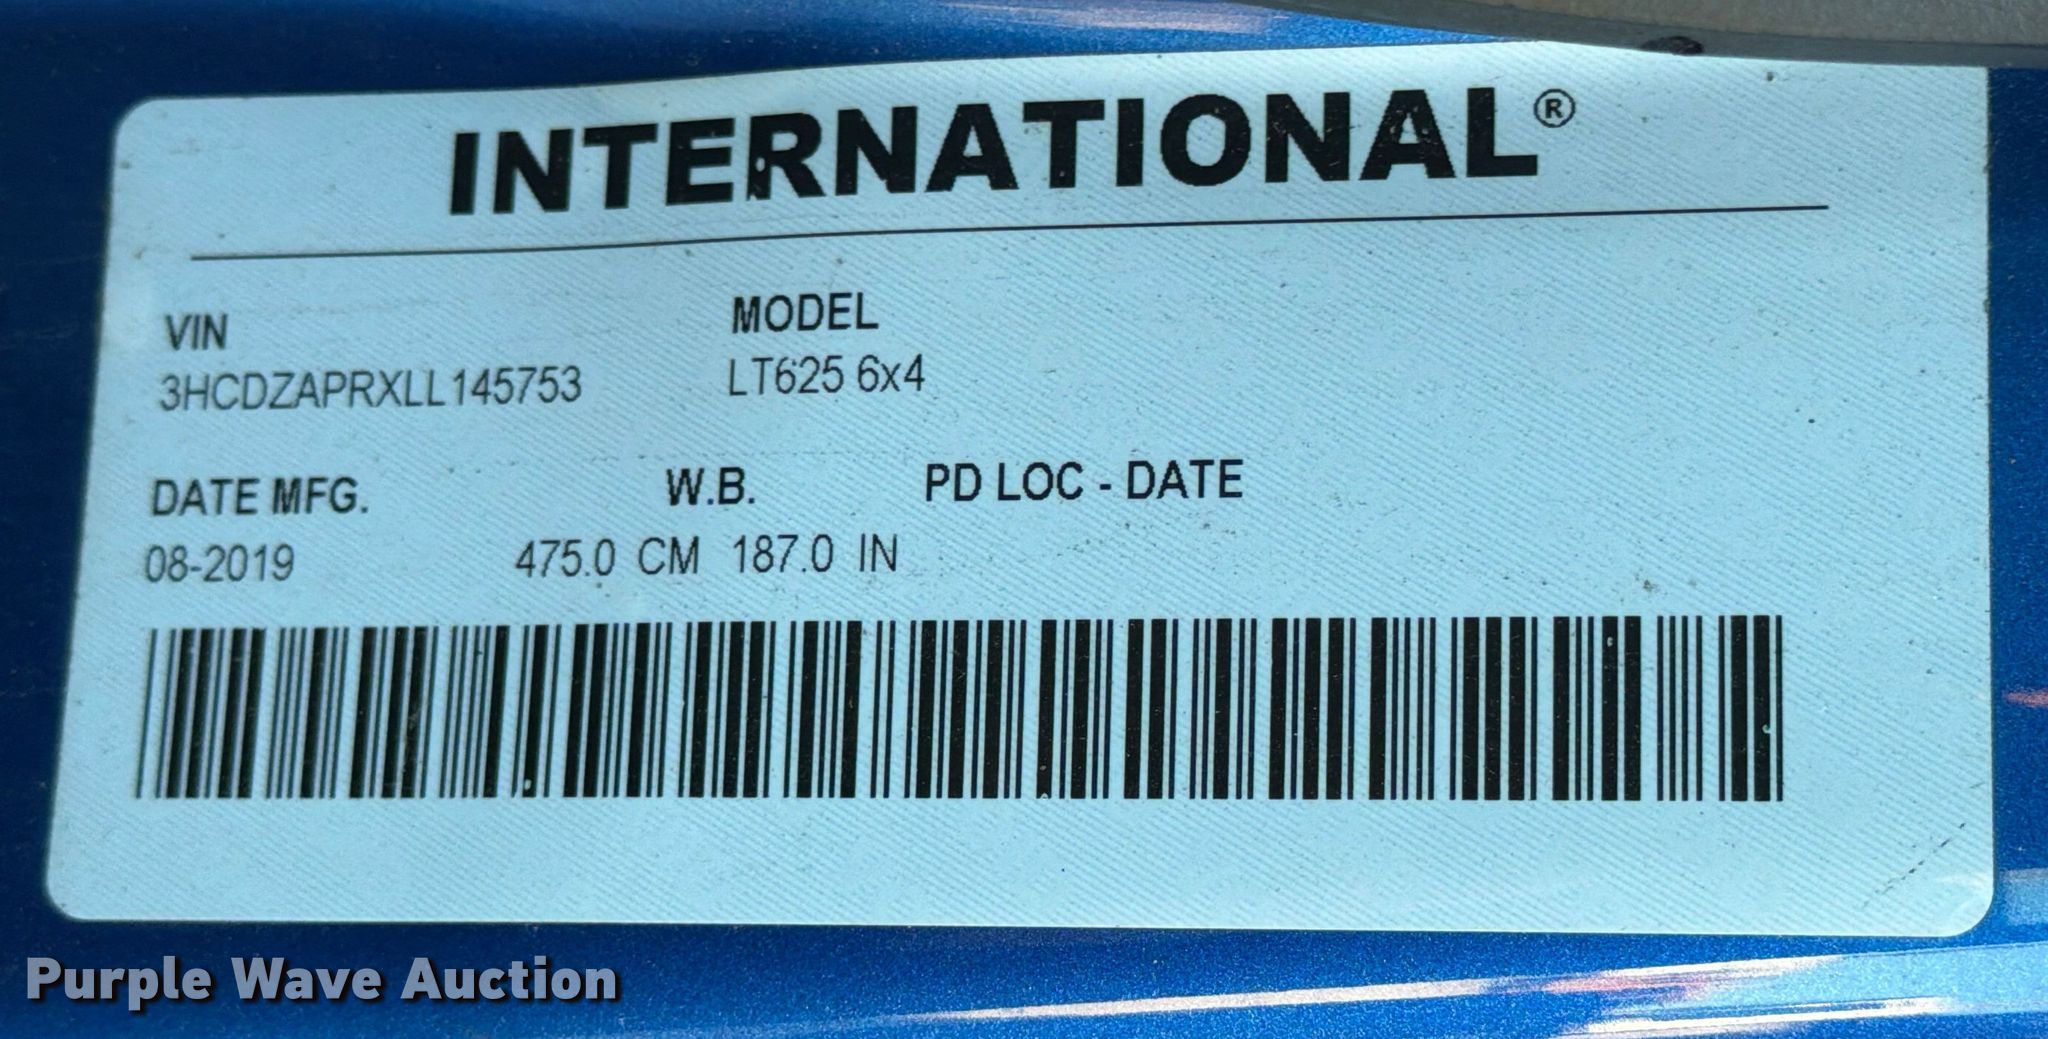 INTERNATIONAL®
VIN MODEL
3HCDZAPRXLL145753 LT625 6x4
DATE MFG. W.B. PD LOC - DATE
08-2019 475.0 CM 187.0 IN
Purple Wave Auction